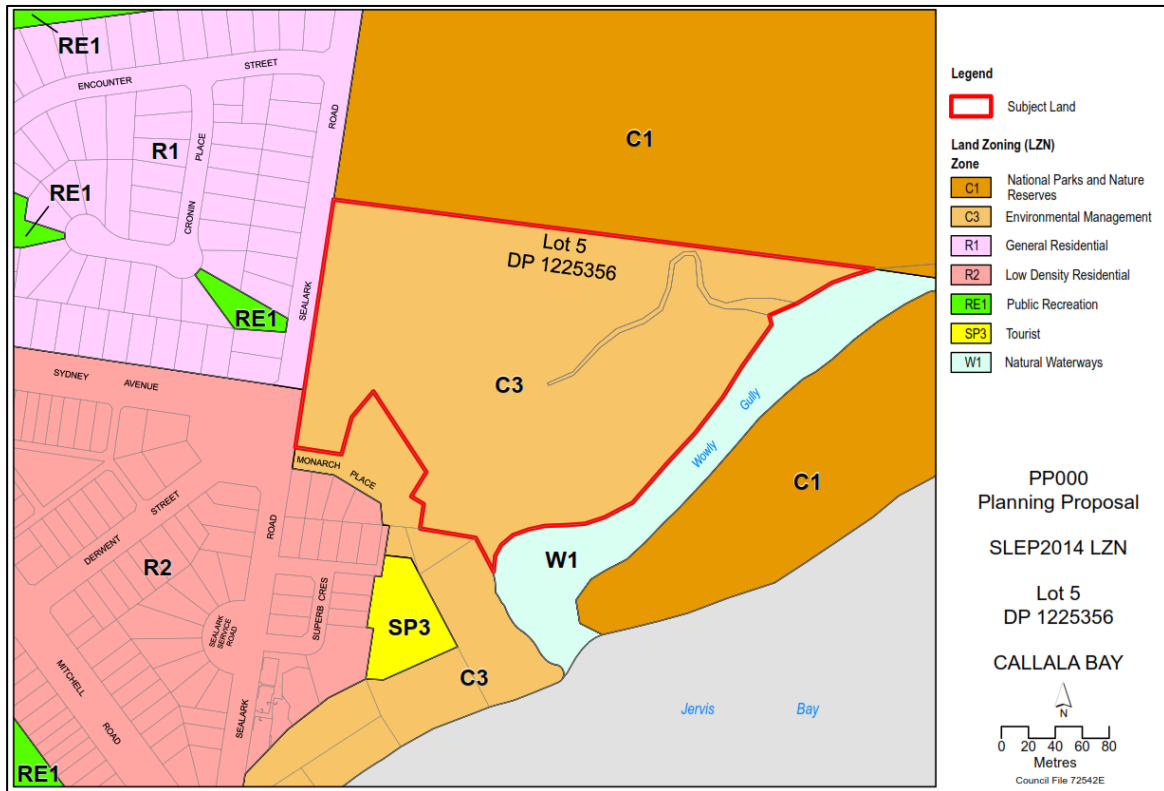 RE1
ENCOUNTER STREET
R1
CRONIN PLACE
SEALARK ROAD
RE1
RE1
C1
Lot 5
DP 1225356
C3
Wowly Gully
C1
W1
SYDNEY AVENUE
MONARCH PLACE
DERWENT STREET
R2
SEALARK ROAD
SUPERB CRES
SEALARK
SERVICE
ROAD
MITCHELL ROAD
SP3
C3
RE1
Jervis Bay
Legend
Subject Land
Land Zoning (LZN)
Zone
C1 National Parks and Nature
Reserves
C3 Environmental Management
R1 General Residential
R2 Low Density Residential
RE1 Public Recreation
SP3 Tourist
W1 Natural Waterways
PP000
Planning Proposal
SLEP2014 LZN
Lot 5
DP 1225356
CALLALA BAY
N
0 20 40 60 80
Metres
Council File 72542E